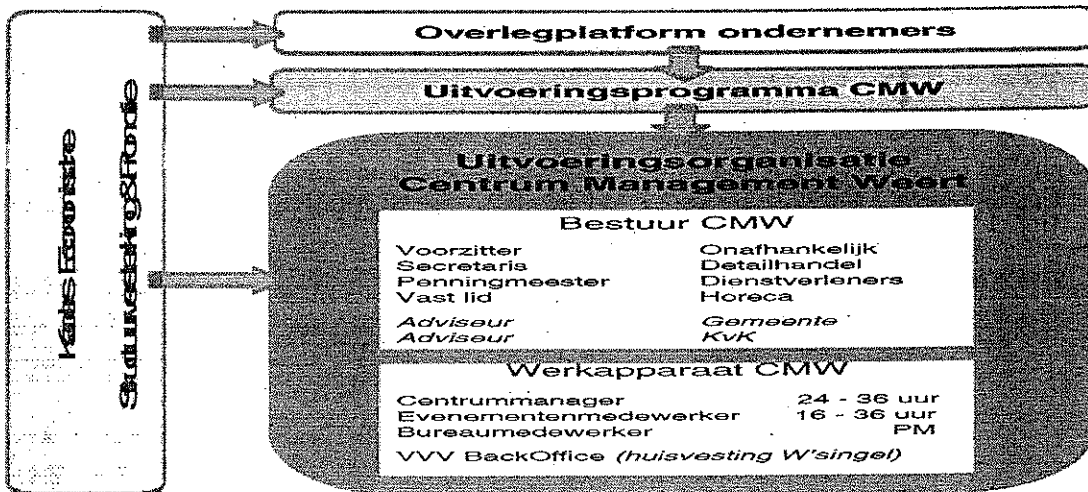 Overlegplatform ondernemers
Uitvoeringsprogramma CMW
Uitvoeringsorganisatie
Centrum Management Weert
Bestuur CMW
Voorzitter Onafhankelijk
Secretaris Detailhandel
Penningmeester Dienstverleners
Vast lid Horeca
Adviseur Gemeente
Adviseur KvK
Werkapparaat CMW
Centrummanager 24 - 36 uur
Evenementenmedewerker 16 - 36 uur
Bureaumedewerker PM
VVV BackOffice (huisvesting W'singel)